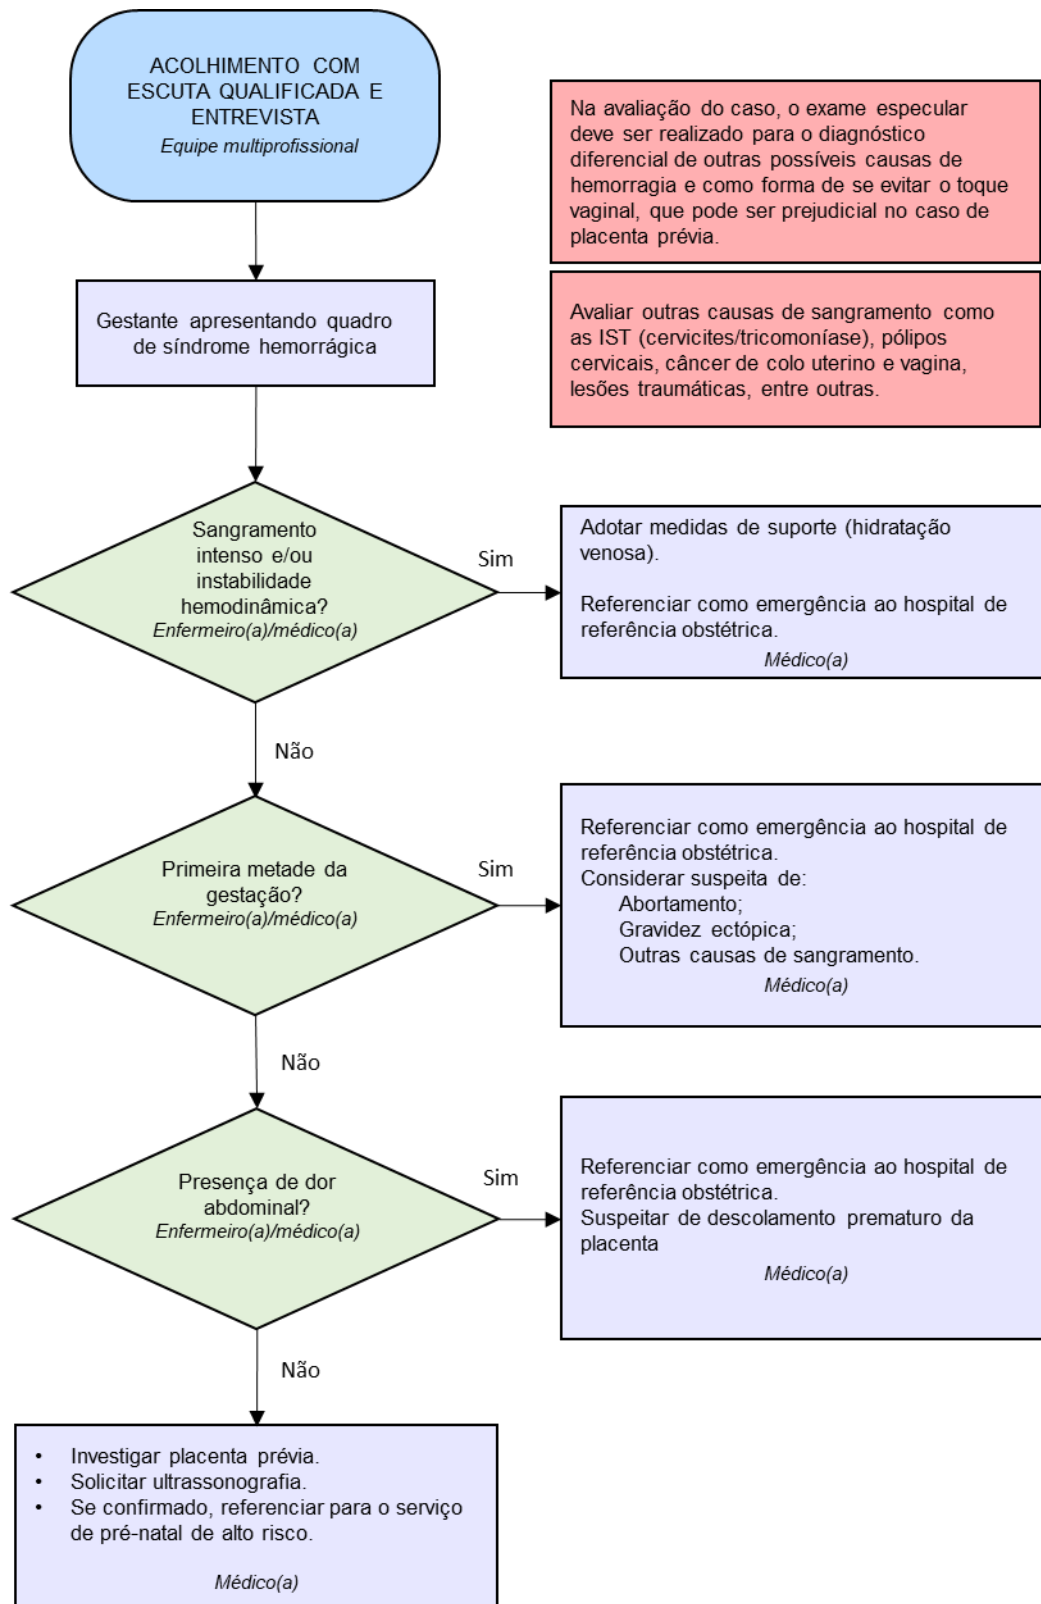 ACOLHIMENTO COM
ESCUTA QUALIFICADA E
ENTREVISTA
Equipe multiprofissional
Na avaliação do caso, o exame especular
deve ser realizado para o diagnóstico
diferencial de outras possíveis causas de
hemorragia e como forma de se evitar o toque
vaginal, que pode ser prejudicial no caso de
placenta prévia.
Gestante apresentando quadro
de síndrome hemorrágica
Avaliar outras causas de sangramento como
as IST (cervicites/tricomoníase), pólipos
cervicais, câncer de colo uterino e vagina,
lesões traumáticas, entre outras.
Sangramento
intenso e/ou
instabilidade
hemodinâmica?
Enfermeiro(a)/médico(a)
Sim
Adotar medidas de suporte (hidratação
venosa).
Referenciar como emergência ao hospital de
referência obstétrica.
Médico(a)
Não
Primeira metade da
gestação?
Enfermeiro(a)/médico(a)
Sim
Referenciar como emergência ao hospital de
referência obstétrica.
Considerar suspeita de:
Abortamento;
Gravidez ectópica;
Outras causas de sangramento.
Médico(a)
Não
Presença de dor
abdominal?
Enfermeiro(a)/médico(a)
Sim
Referenciar como emergência ao hospital de
referência obstétrica.
Suspeitar de descolamento prematuro da
placenta
Médico(a)
Não
• Investigar placenta prévia.
• Solicitar ultrassonografia.
• Se confirmado, referenciar para o serviço
de pré-natal de alto risco.
Médico(a)